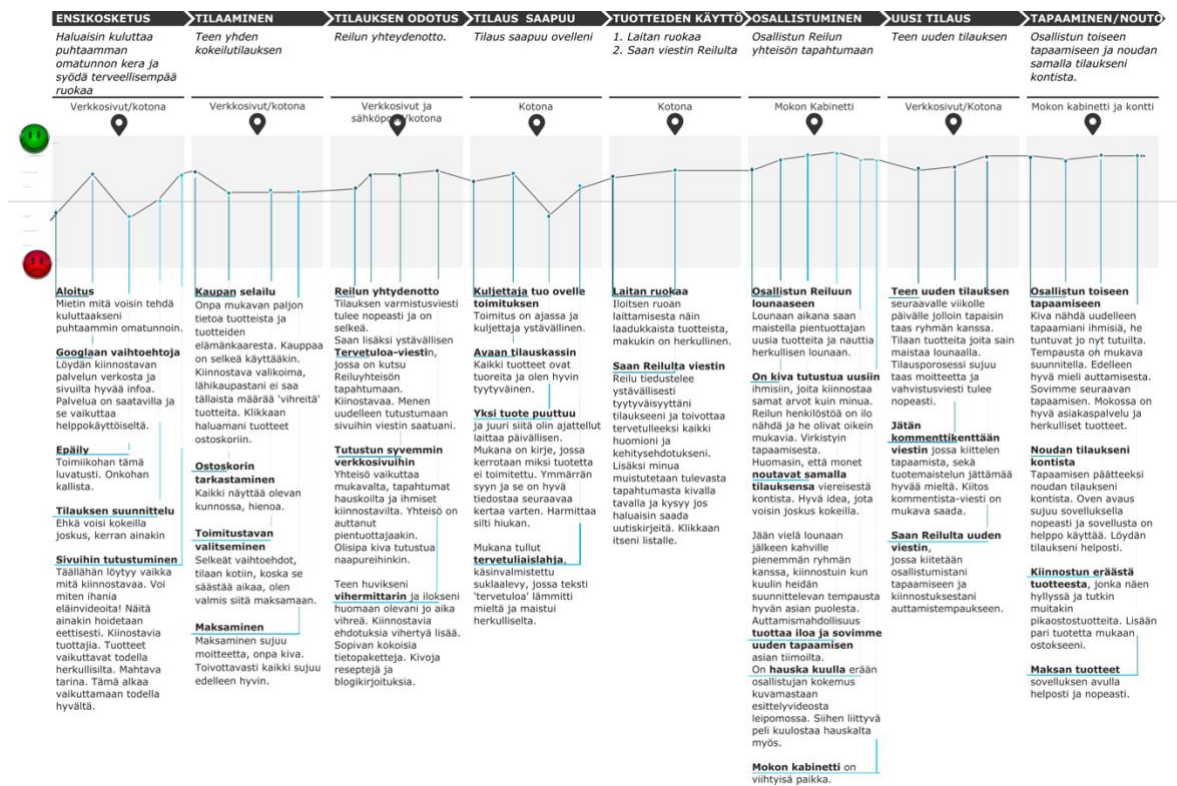 ENSIKOSKETUS
TILAAMINEN
TILAUKSEN ODOTUS
TILAUS SAAPUU
TUOTTEIDEN KÄYTTÖ
OSALLISTUMINEN
UUSI TILAUS
TAPAAMINEN/NOUTO
Haluaisin kuluttaa
puhtaamman
omatunnon kera ja
syödä terveellisempää
ruokaa
Teen yhden
kokeilutilauksen
Reilun yhteydenotto.
Tilaus saapuu ovelleni
1. Laitan ruokaa
2. Saan viestin Reilulta
Osallistun Reilun
yhteisön tapahtumaan
Teen uuden tilauksen
Osallistun toiseen
tapaamiseen ja noudan
samalla tilaukseni
kontista.
Verkkosivut/kotona
Verkkosivut/kotona
Verkkosivut ja
sähköposti/kotona
Kotona
Kotona
Mokon Kabinetti
Verkkosivut/Kotona
Mokon kabinetti ja kontti
Aloitus
Mietin mitä voisin tehdä
kuluttaakseni
puhtaammin omatunnoin.
Googlaan vaihtoehtoja
Löydän kiinnostavan
palvelun verkosta ja
sivuilta hyvää infoa.
Palvelua on saatavilla ja
se vaikuttaa
helppokäyttöiseltä.
Epäily
Toimiikohan tämä
luvatusti. Onkohan
kallista.
Tilauksen suunnittelu
Ehkä voisi kokeilla
joskus, kerran ainakin
Sivuihin tutustuminen
Täällähän löytyy vaikka
mitä kiinnostavaa. Voi
miten ihania
eläinvideoita! Näitä
ainakin hoidetaan
eettisesti. Kiinostavia
tuottajia. Tuotteet
vaikuttavat todella
herkullisilta. Mahtava
tarina. Tämä alkaa
vaikuttamaan todella
hyvältä.
Kaupan selailu
Onpa mukavan paljon
tietoa tuotteista ja
tuotteiden
elämänkaaresta. Kauppaa
on selkeä käyttääkin.
Kiinnostava valikoima,
lähikaupastani ei saa
tällaista määrää 'vihreitä'
tuotteita. Klikkaan
haluamani tuotteet
ostoskoriin.
Ostoskorin
tarkastaminen
Kaikki näyttää olevan
kunnossa, hienoa.
Toimitustavan
valitseminen
Selkeät vaihtoehdot,
tilaan kotiin, koska se
säästää aikaa, olen
valmis siitä maksamaan.
Maksaminen
Maksaminen sujuu
moitteetta, onpa kiva.
Toivottavasti kaikki sujuu
edelleen hyvin.
Reilun yhtydenotto
Tilauksen varmistusviesti
tulee nopeasti ja on
selkeä.
Saan lisäksi ystävällisen
Tervetuloa-viestin,
jossa on kutsu
Reiluyhteisön
tapahtumaan.
Kiinostavaa. Menen
uudelleen tutustumaan
sivuihin viestin saatuani.
Tutustun syvemmin
verkkosivuihin
Yhteisö vaikuttaa
mukavalta, tapahtumat
hauskoilta ja ihmiset
kiinnostavilta. Yhteisö on
auttanut
pientuottajaakin.
Olisipa kiva tutustua
naapureihinkin.
Teen huvikseni
vihermittarin ja ilokseni
huomaan olevani jo aika
vihreä. Kiinnostavia
ehdotuksia vihertyä lisää.
Sopivan kokoisia
tietopaketteja. Kivoja
reseptejä ja
blogikirjoituksia.
Kuljettaja tuo ovelle
toimituksen
Toimitus on ajassa ja
kuljettaja ystävällinen.
Avaan tilauskassin
Kaikki tuotteet ovat
tuoreita ja olen hyvin
tyytyväinen.
Yksi tuote puuttuu
ja juuri siitä olin ajattellut
laittaa päivällisen.
Mukana on kirje, jossa
kerrotaan miksi tuotetta
ei toimitettu. Ymmärrän
syyn ja se on hyvä
tiedostaa seuraavaa
kertaa varten. Harmittaa
silti hiukan.
Mukana tullut
tervetuliaislahja,
käsinvalmistettu
suklaalevy, jossa teksti
'tervetuloa' lämmitti
mieltä ja maistui
herkulliselta.
Laitan ruokaa
Iloitsen ruoan
laittamisesta näin
laadukkaista tuotteista,
makukin on herkullinen.
Saan Reilulta viestin
Reilu tiedustelee
ystävällisesti
tyytyväisyyttäni
tilaukseeni ja toivottaa
tervetulleeksi kaikki
huomioni ja
kehitysehdotukseni.
Lisäksi minua
muistutetaan tulevasta
tapahtumasta kivalla
tavalla ja kysyy jos
haluaisin saada
uutiskirjeitä. Klikkaan
itseni listalle.
Osallistun Reiluun
lounaaseen
Lounaan aikana saan
maistella pientuottajan
uusia tuotteita ja nauttia
herkullisen lounaan.
On kiva tutustua uusiin
ihmisiin, joita kiinnostaa
samat arvot kuin minua.
Reilun henkilöstöä on ilo
nähdä ja he olivat oikein
mukavia. Virkistyin
tapaamisesta.
Huomasin, että monet
noutavat samalla
tilauksensa viereisestä
kontista. Hyvä idea, jota
voisin joskus kokeilla.
Jään vielä lounaan
jälkeen kahville
pienemmän ryhmän
kanssa, kiinnostuin kun
kuulin heidän
suunnittelevan tempausta
hyvän asian puolesta.
Auttamismahdollisuus
tuottaa iloa ja sovimme
uuden tapaamisen
asian tiimoilta.
On hauska kuulla erään
osallistujan kokemus
kuvamastaan
esittelyvideosta
leipomossa. Siihen liittyvä
peli kuulostaa hauskalta
myös.
Mokon kabinetti on
viihtyisä paikka.
Teen uuden tilauksen
seuraavalle viikolle
päivälle jolloin tapaisin
taas ryhmän kanssa.
Tilaan tuotteita joita sain
maistaa lounaalla.
Tilausprosessi sujuu
taas moitteetta ja
vahvistusviesti tulee
nopeasti.
Jätän
kommenttikenttään
viestin jossa kiittelen
tapaamista, sekä
tuotemaistelun jättämää
hyvää mieltä. Kiitos
kommentista-viesti on
mukava saada.
Saan Reilulta uuden
viestin,
jossa kiitetään
osallistumistani
tapaamiseen ja
kiinnostuksestani
auttamistempaukseen.
Osallistun toiseen
tapaamiseen
Kiva nähdä uudelleen
tapaamiani ihmisiä, he
tuntuvat jo nyt tutuilta.
Tempausta on mukava
suunnitella. Edelleen
hyvä mieli auttamisesta.
Sovimme seuraavan
tapaamisen. Mokossa on
hyvä asiakaspalvelu ja
herkulliset tuotteet.
Noudan tilaukseni
kontista
Tapaamisen päätteeksi
noudan tilaukseni
kontista. Oven avaus
sujuu sovelluksella
nopeasti ja sovellusta on
helppo käyttää. Löydän
tilaukseni helposti.
Kiinnostun eräästä
tuotteesta, jonka näen
hyllyssä ja tutkin
muitakin
pikaostostuotteita. Lisään
pari tuotetta mukaan
ostokseeni.
Maksan tuotteet
sovelluksen avulla
helposti ja nopeasti.